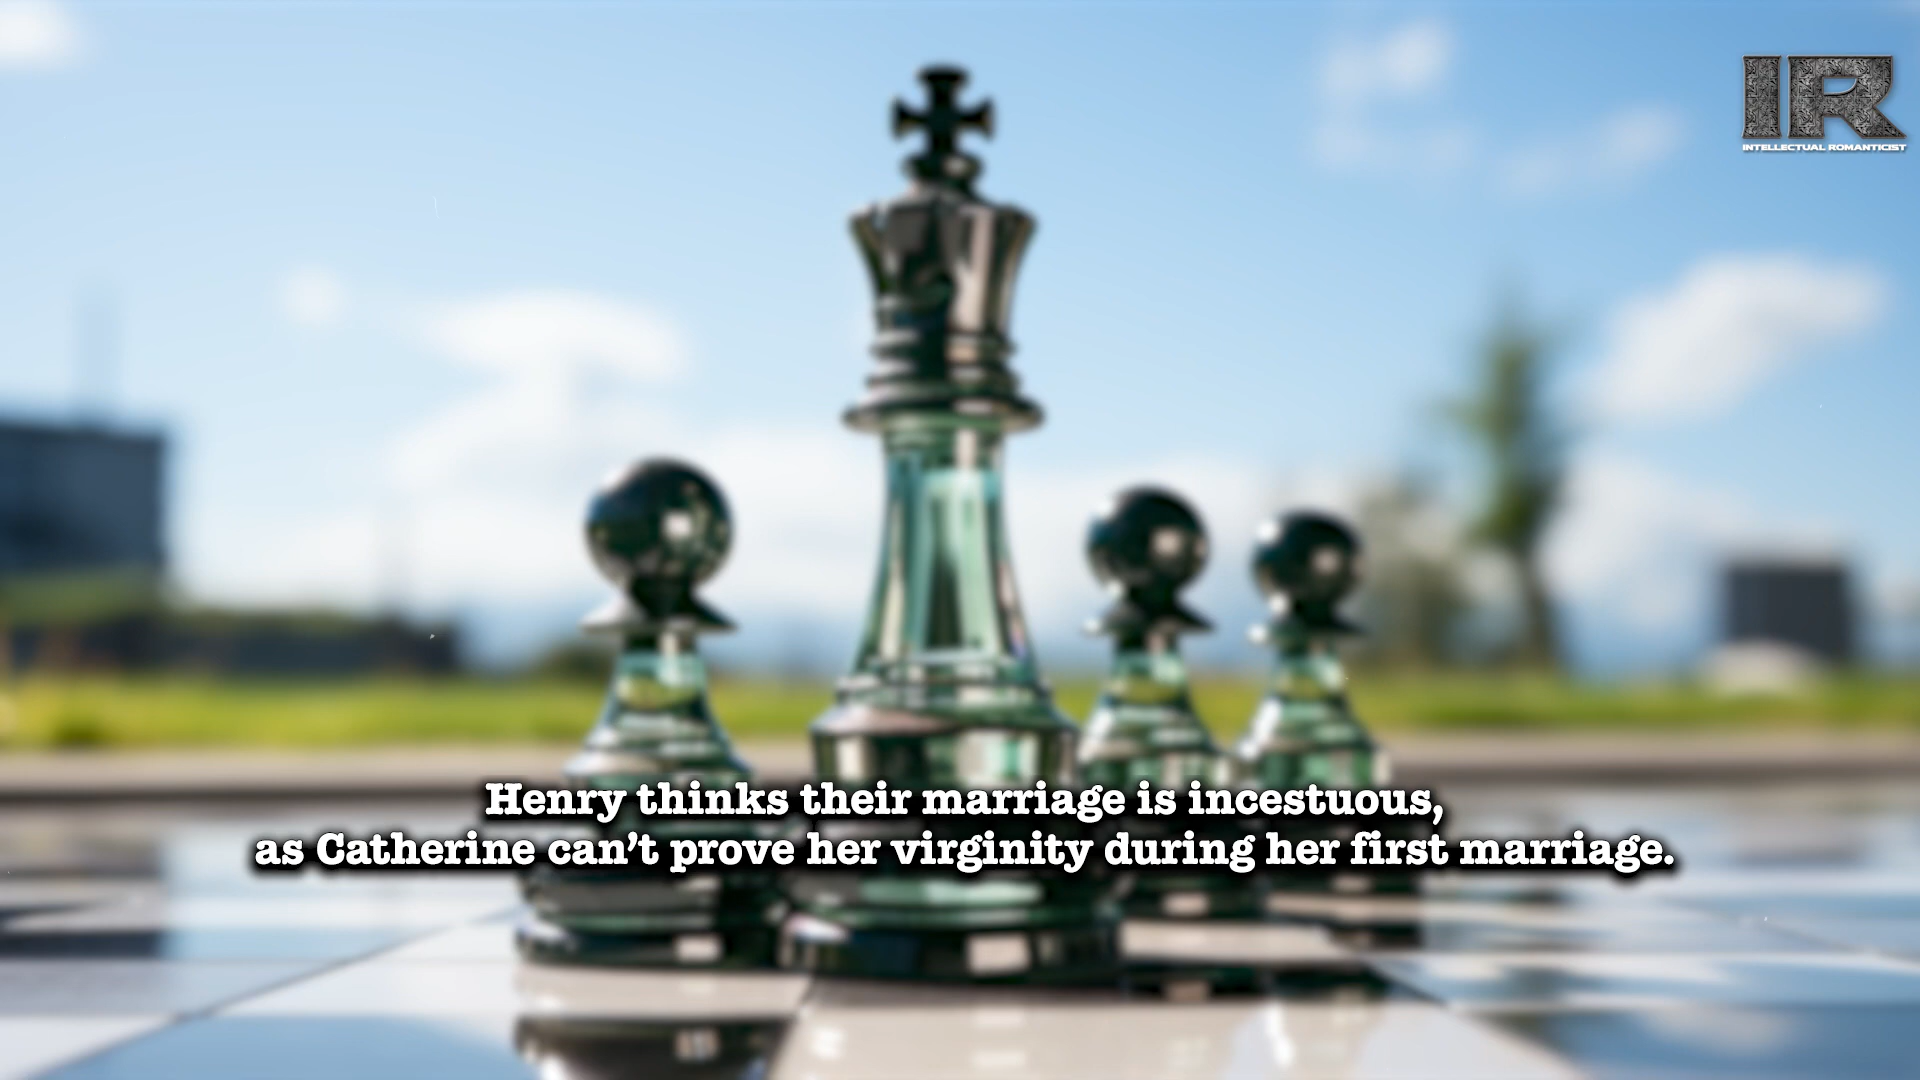 IR
INTELLECTUAL ROMANTICIST
Henry thinks their marriage is incestuous,
as Catherine can’t prove her virginity during her first marriage.